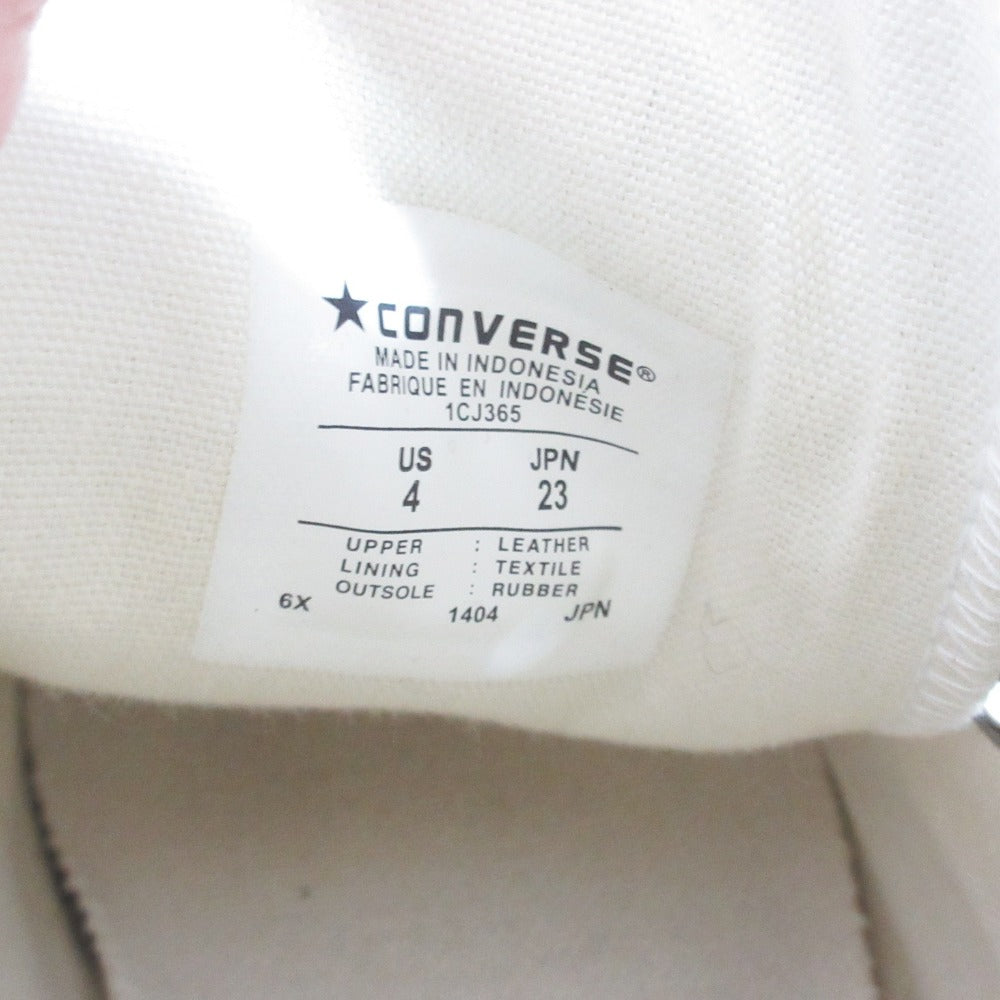 ★CONVERSE®
MADE IN INDONESIA
FABRIQUE EN INDONÉSIE
1CJ365
US JPN
4 23
UPPER : LEATHER
LINING : TEXTILE
OUTSOLE : RUBBER
6X 1404 JPN